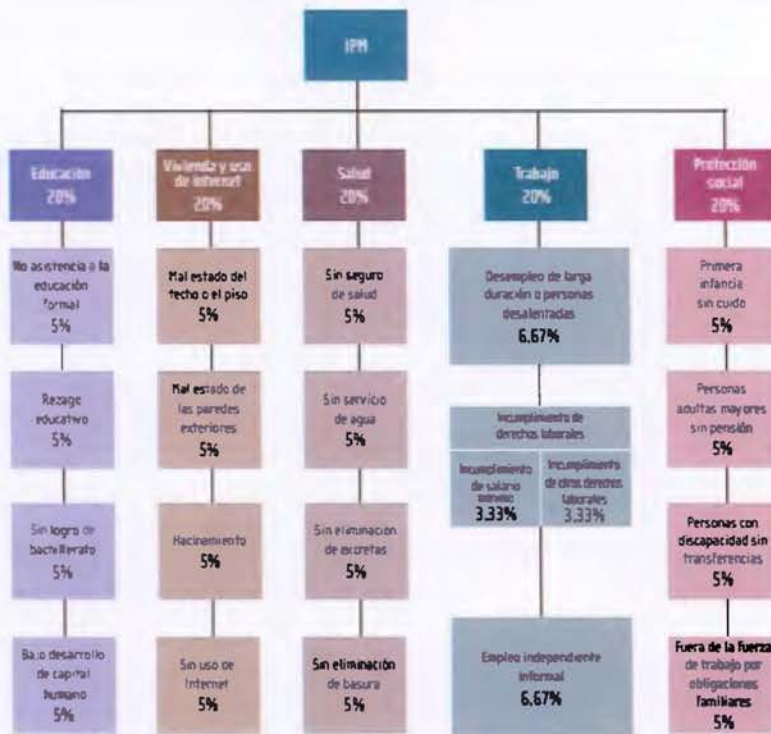 IPM
Educación
20%
No asistencia a la
educación
formal
5%
Rezago
educativo
5%
Sin logro de
bachillerato
5%
Bajo desarrollo
de capital
humano
5%
Vivienda y uso
de internet
20%
Mal estado del
techo o el piso
5%
Mal estado de
las paredes
exteriores
5%
Hacinamiento
5%
Sin uso de
Internet
5%
Salud
20%
Sin seguro
de salud
5%
Sin servicio
de agua
5%
Sin eliminación
de excretas
5%
Sin eliminación
de basura
5%
Trabajo
20%
Desempleo de larga
duración o personas
desalentadas
6.67%
Incumplimiento de
derechos laborales
Incumplimiento
de salario
mínimo
3.33%
Incumplimiento
de otros derechos
laborales
3.33%
Empleo independiente
informal
6.67%
Protección
social
20%
Primera
infancia
sin cuido
5%
Personas
adultas mayores
sin pensión
5%
Personas con
discapacidad sin
transferencias
5%
Fuera de la fuerza
de trabajo por
obligaciones
familiares
5%